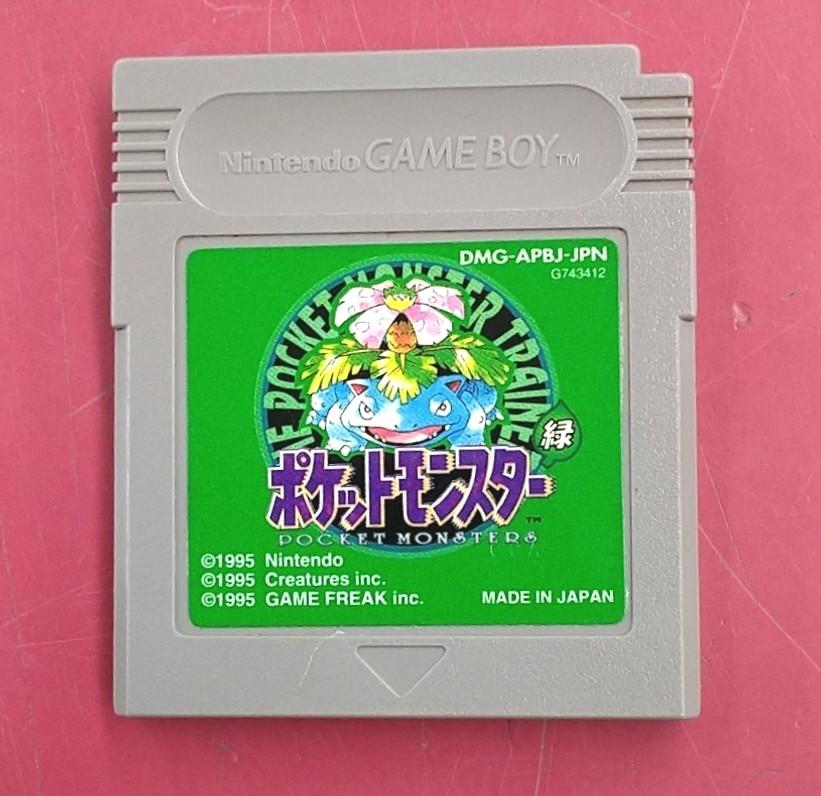 Nintendo GAME BOY™
DMG-APBJ-JPN
G743412
THE POCKET MONSTER TRAINER
緑
ポケットモンスター
™
POCKET MONSTERS
©1995 Nintendo
©1995 Creatures inc.
©1995 GAME FREAK inc.
MADE IN JAPAN